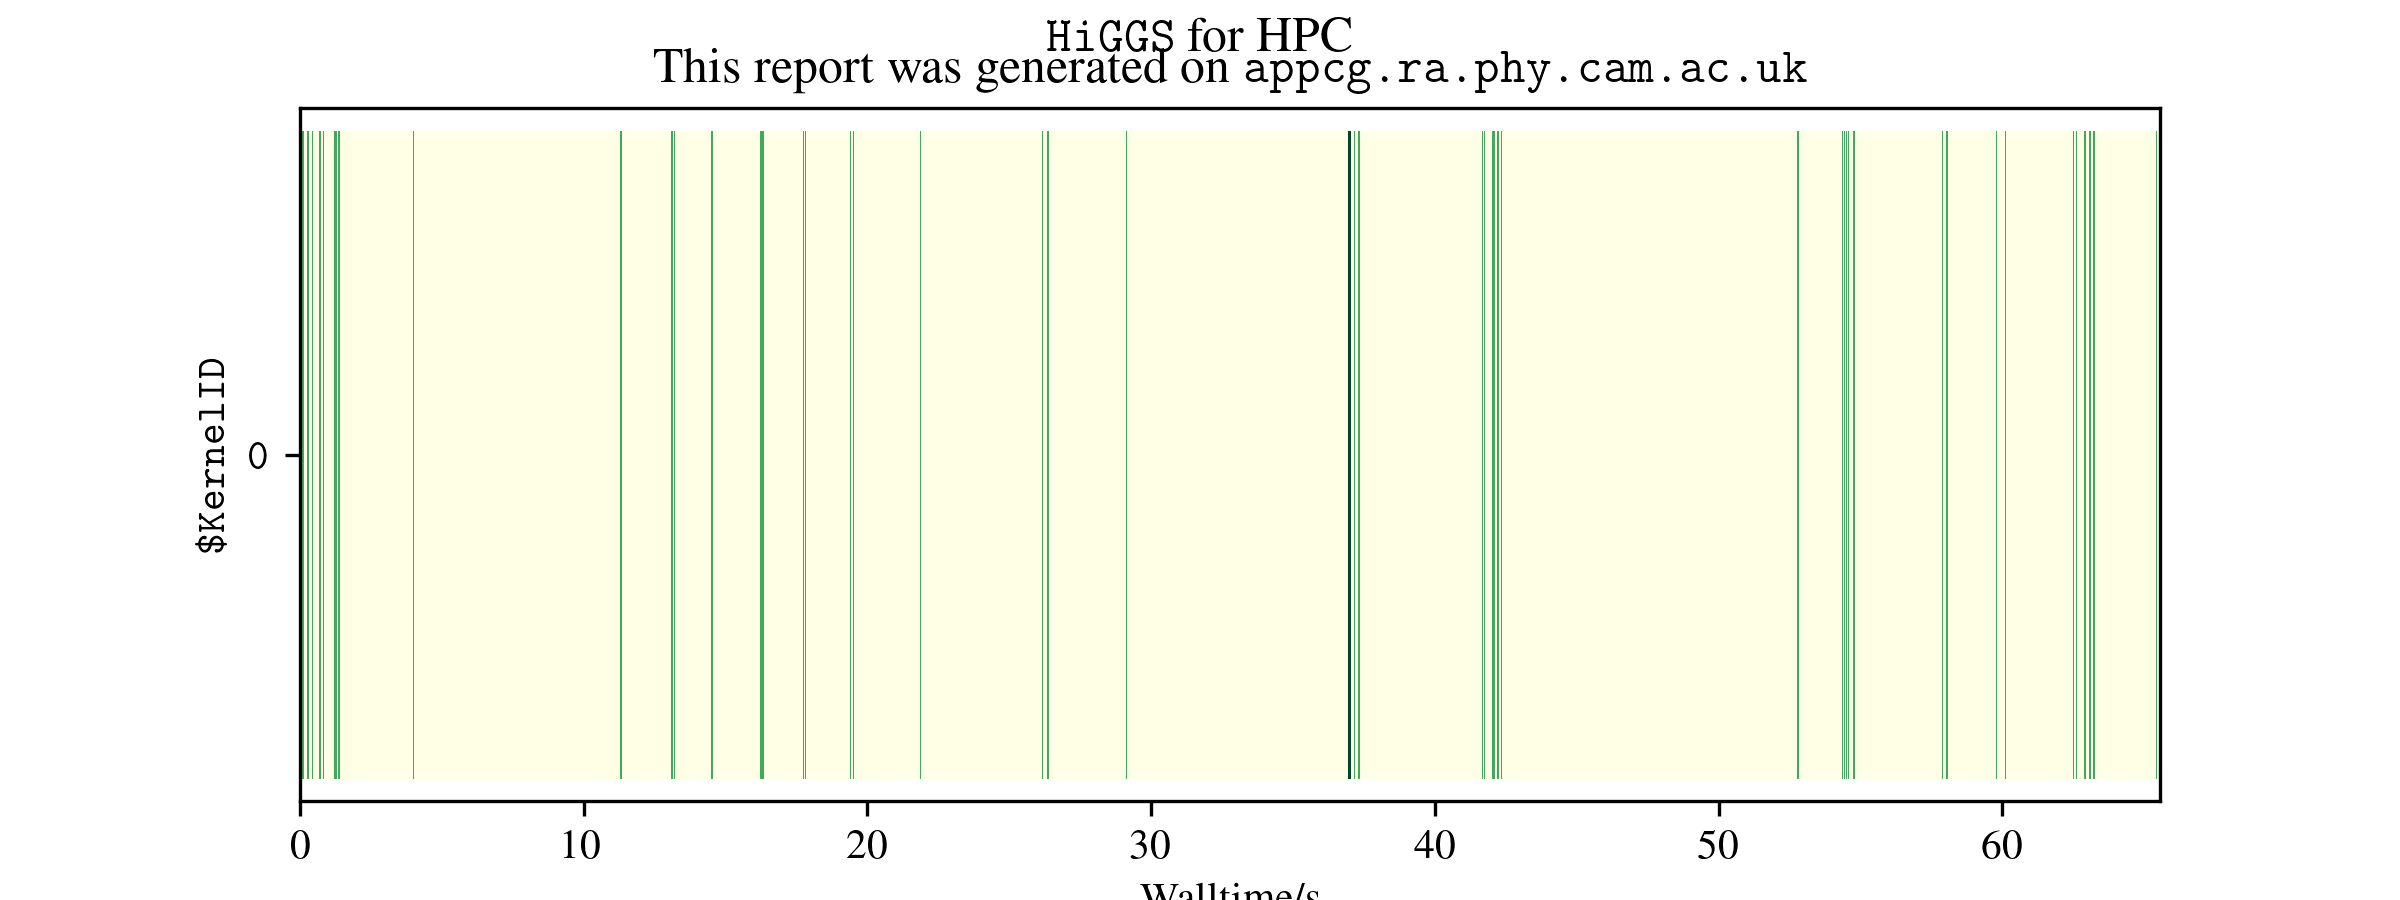 HiGGS for HPC
This report was generated on appcg.ra.phy.cam.ac.uk
$KernelID
0
0 10 20 30 40 50 60
Walltime/s